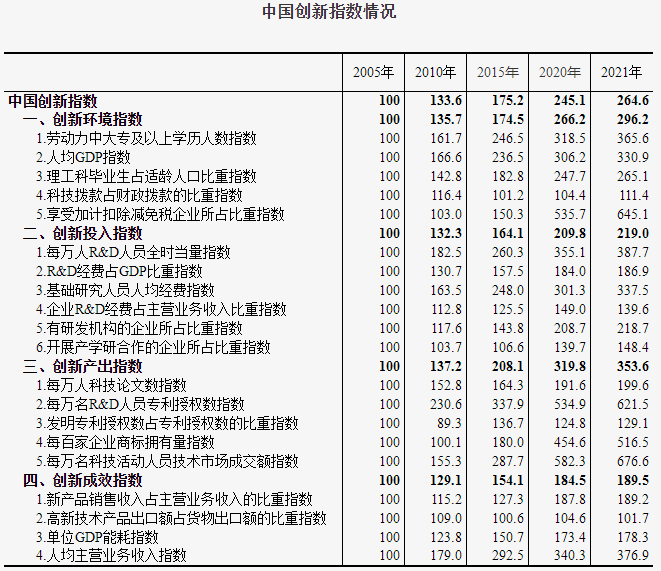 中国创新指数情况
2005年 2010年 2015年 2020年 2021年
中国创新指数 100 133.6 175.2 245.1 264.6
一、创新环境指数 100 135.7 174.5 266.2 296.2
1.劳动力中大专及以上学历人数指数 100 161.7 246.5 318.5 365.6
2.人均GDP指数 100 166.6 236.5 306.2 330.9
3.理工科毕业生占适龄人口比重指数 100 142.8 182.8 247.7 265.1
4.科技拨款占财政拨款的比重指数 100 116.4 101.2 104.4 111.4
5.享受加计扣除减免税企业所占比重指数 100 103.0 150.3 535.7 645.1
二、创新投入指数 100 132.3 164.1 209.8 219.0
1.每万人R&D人员全时当量指数 100 182.5 260.3 355.1 387.7
2.R&D经费占GDP比重指数 100 130.7 157.5 184.0 186.9
3.基础研究人员人均经费指数 100 163.5 248.0 301.3 337.5
4.企业R&D经费占主营业务收入比重指数 100 112.8 125.5 149.0 139.6
5.有研发机构的企业所占比重指数 100 117.6 143.8 208.7 218.7
6.开展产学研合作的企业所占比重指数 100 103.7 106.6 139.7 148.4
三、创新产出指数 100 137.2 208.1 319.8 353.6
1.每万人科技论文数指数 100 152.8 164.3 191.6 199.6
2.每万名R&D人员专利授权数指数 100 230.6 337.9 534.9 621.5
3.发明专利授权数占专利授权数的比重指数 100 89.3 136.7 124.8 129.1
4.每百家企业商标拥有量指数 100 100.1 180.0 454.6 516.5
5.每万名科技活动人员技术市场成交额指数 100 155.3 287.7 582.3 676.6
四、创新成效指数 100 129.1 154.1 184.5 189.5
1.新产品销售收入占主营业务收入的比重指数 100 115.2 127.3 187.8 189.2
2.高新技术产品出口额占货物出口额的比重指数 100 109.0 100.6 104.6 101.7
3.单位GDP能耗指数 100 123.8 150.7 173.4 178.3
4.人均主营业务收入指数 100 179.0 292.5 340.3 376.9